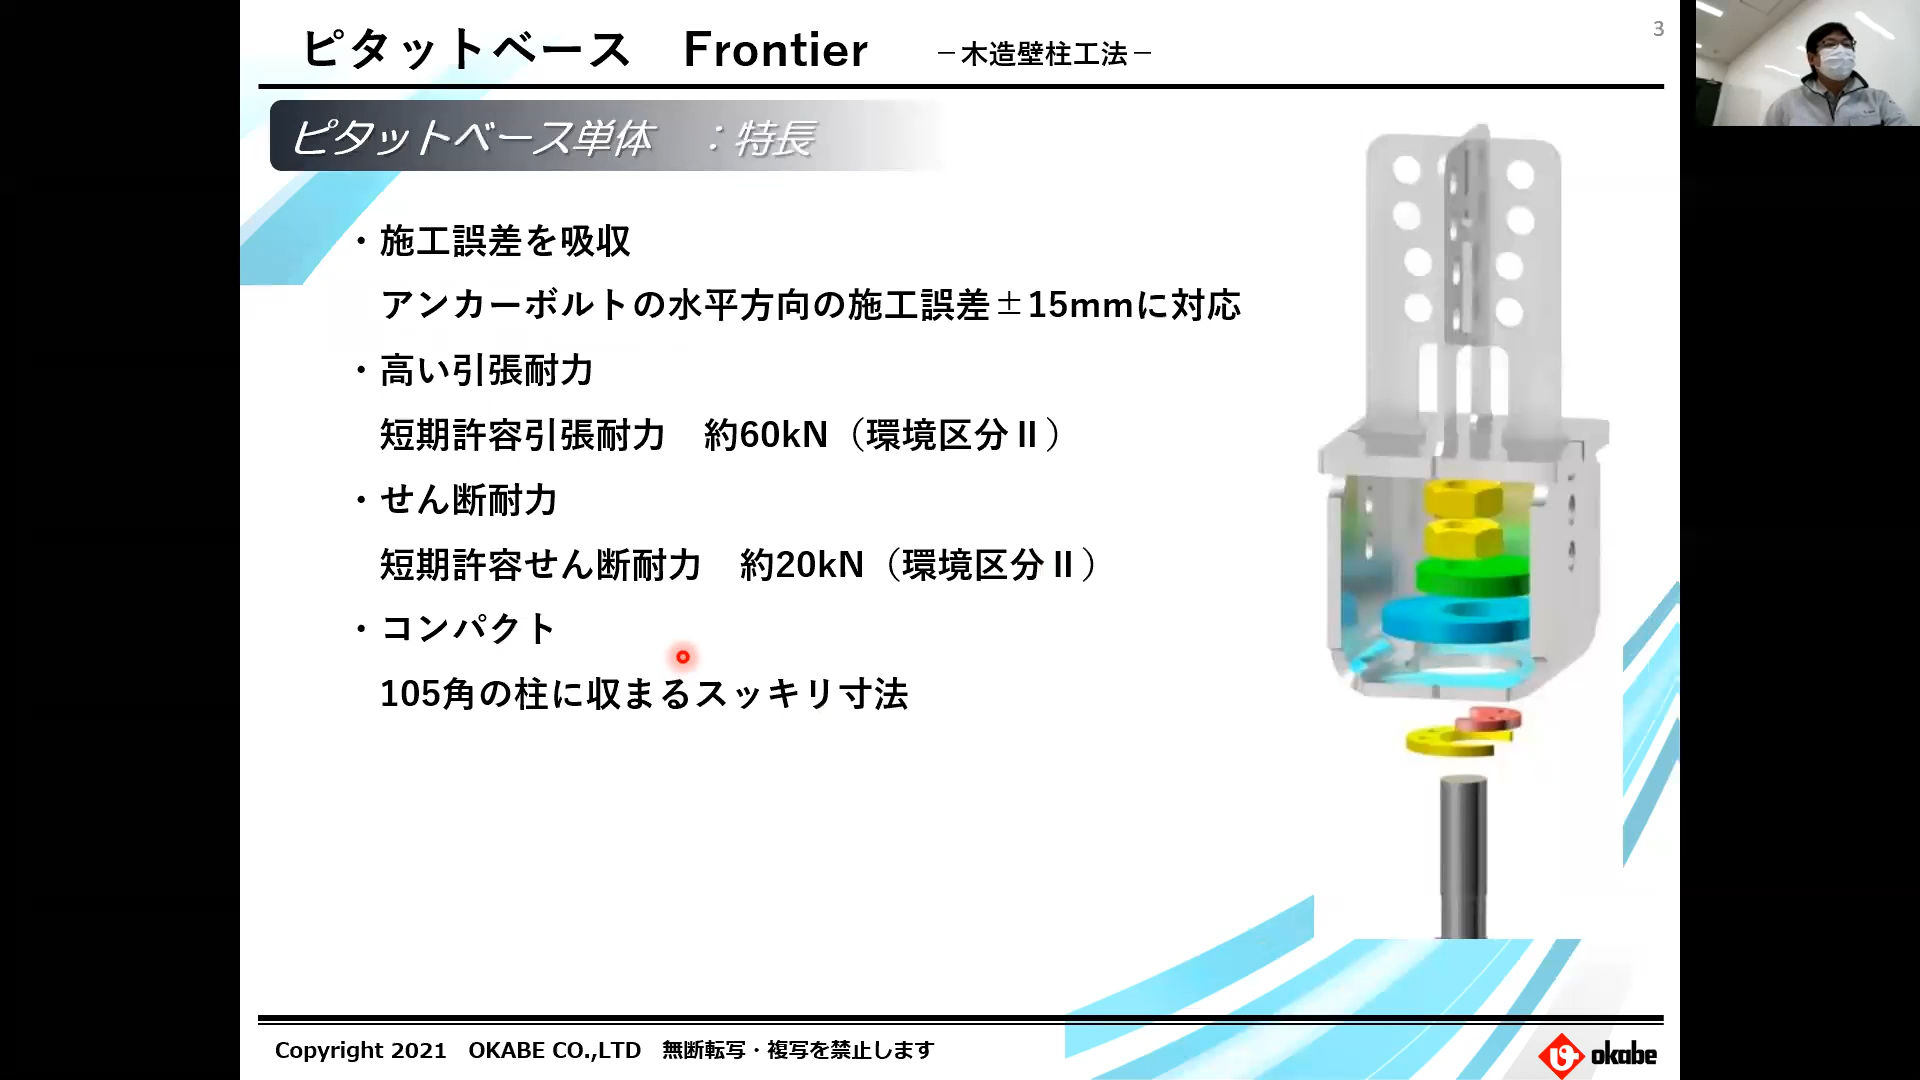 ピタットベース　Frontier　－木造壁柱工法－
3
ピタットベース単体　：特長
・施工誤差を吸収
アンカーボルトの水平方向の施工誤差±15mmに対応
・高い引張耐力
短期許容引張耐力　約60kN（環境区分Ⅱ）
・せん断耐力
短期許容せん断耐力　約20kN（環境区分Ⅱ）
・コンパクト
105角の柱に収まるスッキリ寸法
Copyright 2021　OKABE CO.,LTD　無断転写・複写を禁止します
okabe